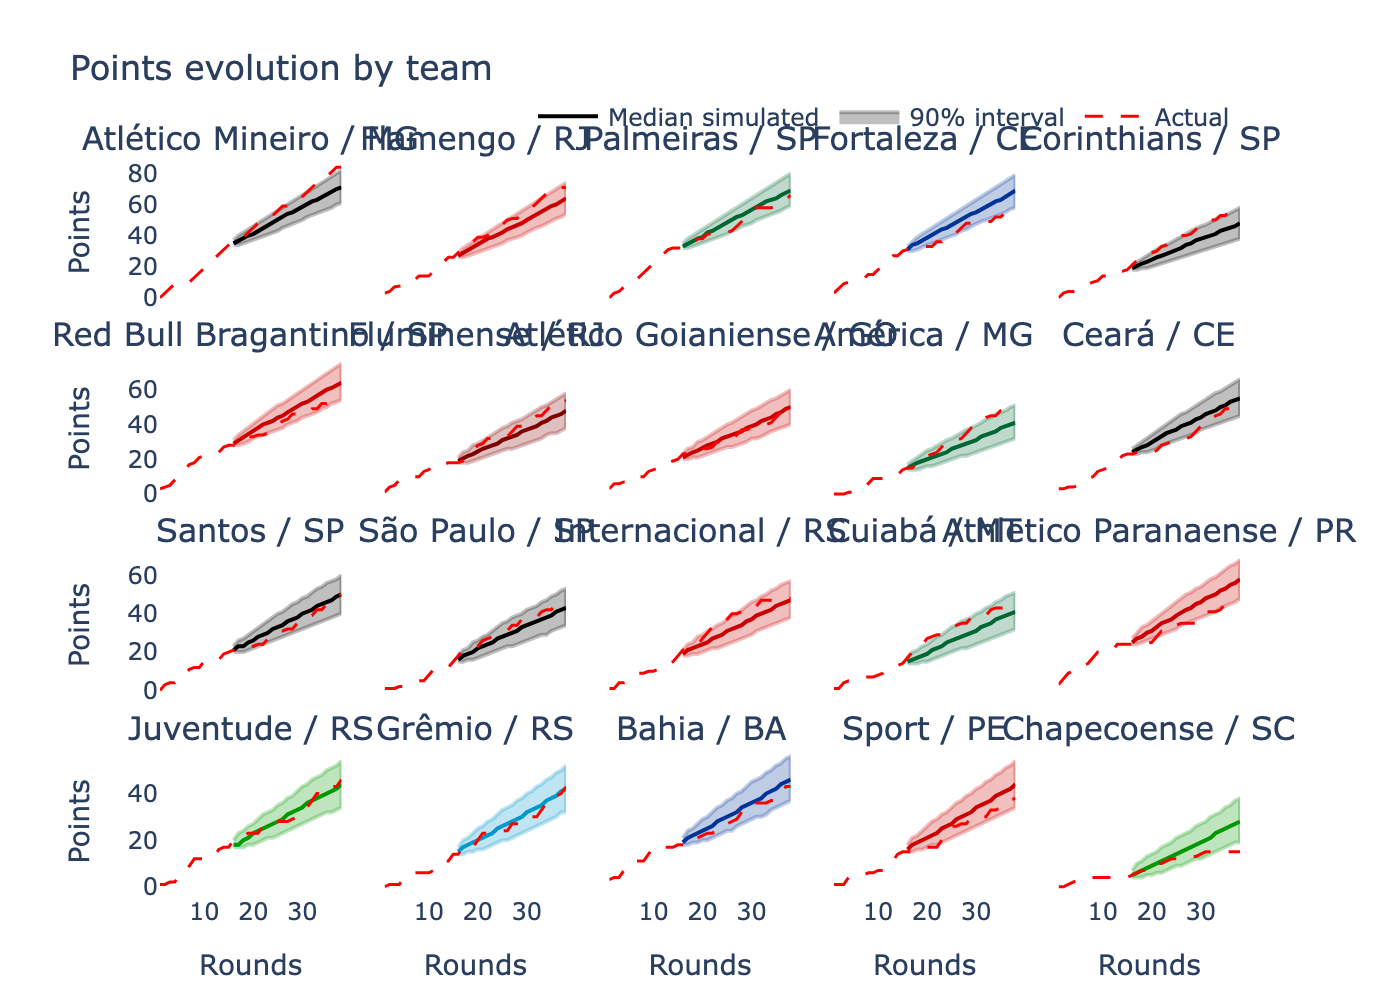 Points evolution by team
Median simulated 90% interval Actual
Atlético Mineiro / MG Flamengo / RJ Palmeiras / SP Fortaleza / CE Corinthians / SP
80
60
40
20
0
Points
Red Bull Bragantino / SP Fluminense / RJ Atlético Goianiense / GO América / MG Ceará / CE
60
40
20
0
Points
Santos / SP São Paulo / SP Internacional / RS Cuiabá / MT Athletico Paranaense / PR
60
40
20
0
Points
Juventude / RS Grêmio / RS Bahia / BA Sport / PE Chapecoense / SC
40
20
0
Points
10 20 30 10 20 30 10 20 30 10 20 30 10 20 30
Rounds Rounds Rounds Rounds Rounds